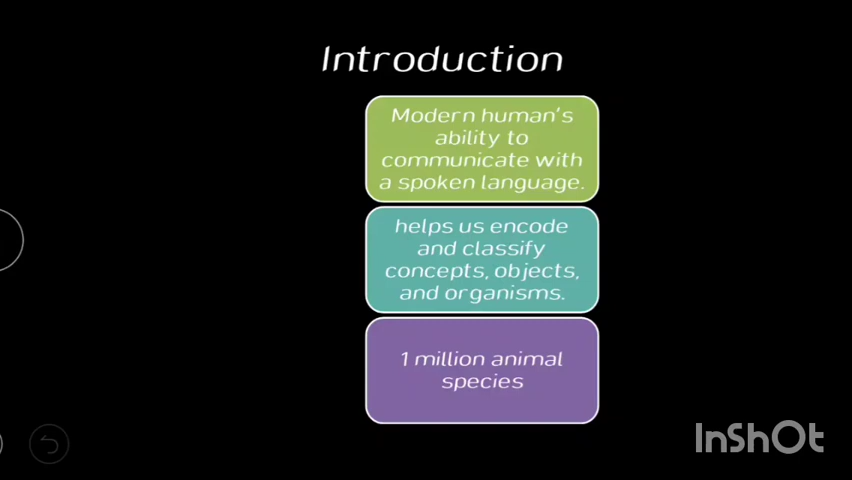 Introduction
Modern human's
ability to
communicate with
a spoken language.
helps us encode
and classify
concepts, objects,
and organisms.
1 million animal
species
InShOt